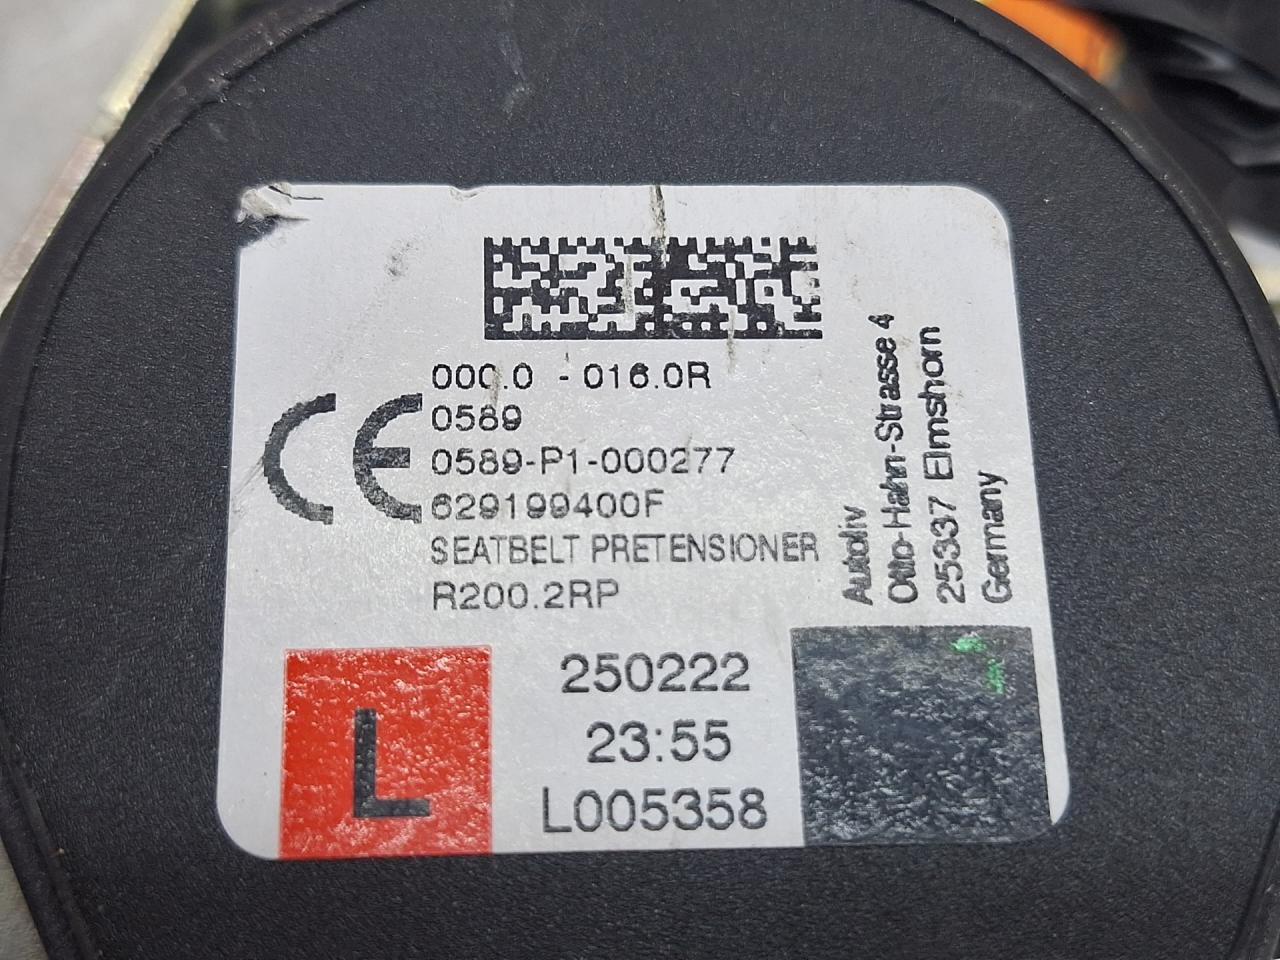 000.0 - 016.0R
CE
0589
0589-P1-000277
629199400F
SEATBELT PRETENSIONER
R200.2RP
Autoliv
Otto-Hahn-Strasse 4
25337 Elmshorn
Germany
L
250222
23:55
L005358